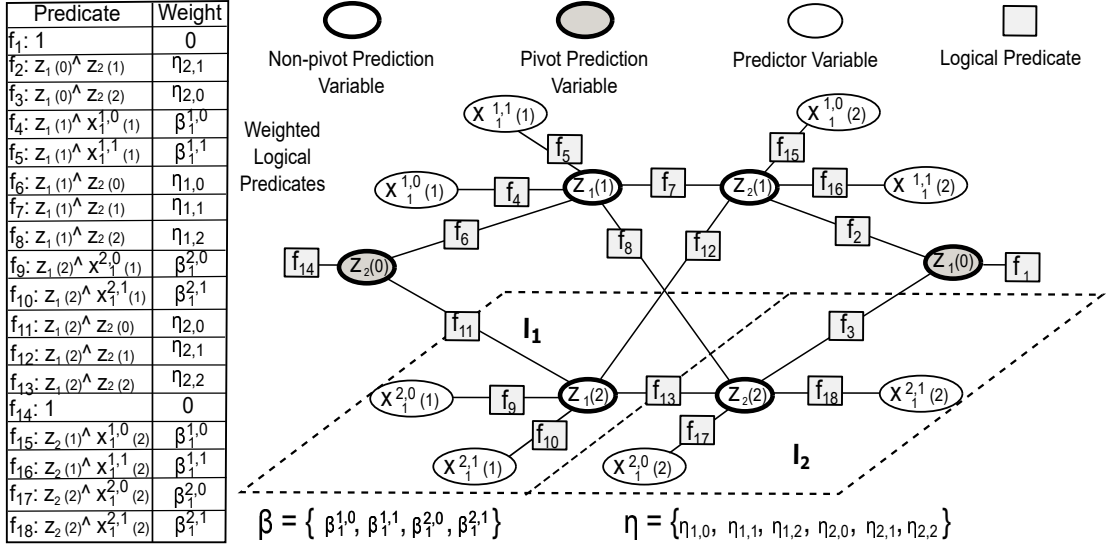 Predicate Weight
f₁: 1 0
f₂: z₁(0)^ z₂(1) η₂,₁
f₃: z₁(0)^ z₂(2) η₂,₀
f₄: z₁(1)^ x₁^1,0(1) β₁^1,0
f₅: z₁(1)^ x₁^1,1(1) β₁^1,1
f₆: z₁(1)^ z₂(0) η₁,₀
f₇: z₁(1)^ z₂(1) η₁,₁
f₈: z₁(1)^ z₂(2) η₁,₂
f₉: z₁(2)^ x₁^2,0(1) β₁^2,0
f₁₀: z₁(2)^ x₁^2,1(1) β₁^2,1
f₁₁: z₁(2)^ z₂(0) η₂,₀
f₁₂: z₁(2)^ z₂(1) η₂,₁
f₁₃: z₁(2)^ z₂(2) η₂,₂
f₁₄: 1 0
f₁₅: z₂(1)^ x₁^1,0(2) β₁^1,0
f₁₆: z₂(1)^ x₁^1,1(2) β₁^1,1
f₁₇: z₂(2)^ x₁^2,0(2) β₁^2,0
f₁₈: z₂(2)^ x₁^2,1(2) β₁^2,1
Non-pivot Prediction
Variable
Pivot Prediction
Variable
Predictor Variable
Logical Predicate
Weighted
Logical
Predicates
x₁^1,1(1)
x₁^1,0(2)
f₅
f₁₅
x₁^1,0(1)
f₄
z₁(1)
f₇
z₂(1)
f₁₆
x₁^1,1(2)
f₆
f₈
f₁₂
f₂
f₁₄
z₂(0)
z₁(0)
f₁
f₁₁
I₁
f₃
x₁^2,0(1)
f₉
z₁(2)
f₁₃
z₂(2)
f₁₈
x₁^2,1(2)
f₁₀
f₁₇
x₁^2,1(1)
x₁^2,0(2)
I₂
β = { β₁^1,0, β₁^1,1, β₁^2,0, β₁^2,1}
η = {η₁,₀, η₁,₁, η₁,₂, η₂,₀, η₂,₁, η₂,₂ }